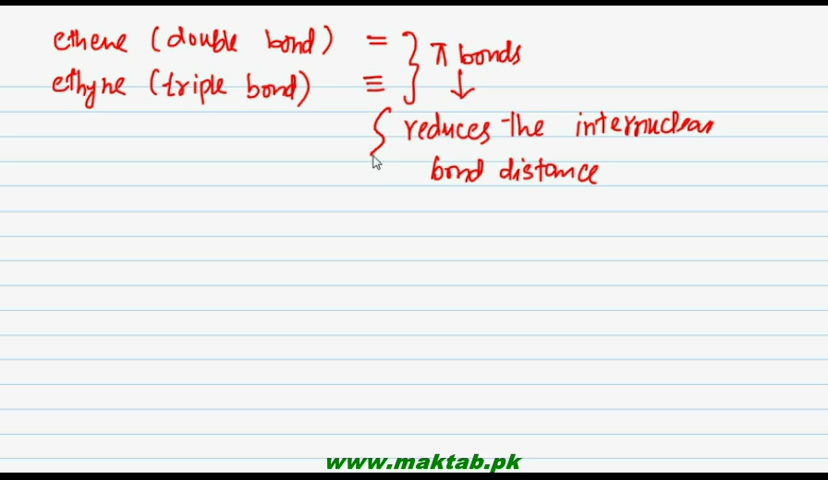 ethene (double bond) = } π bonds
ethyne (triple bond) ≡ ↓
{ reduces the internuclear
bond distance
www.maktab.pk